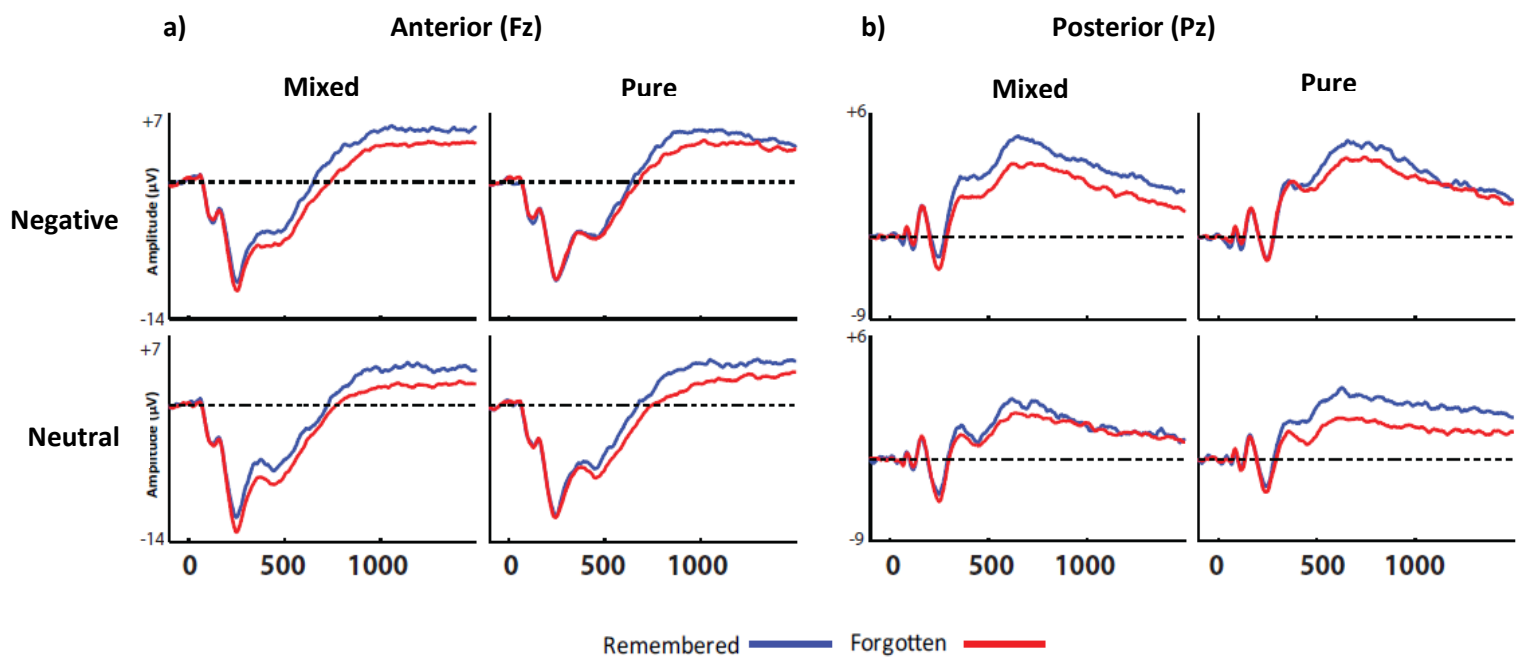 a) Anterior (Fz) b) Posterior (Pz)
Mixed Pure Mixed Pure
+7 +6
Negative
Amplitude (µV)
-14 -9
+7 +6
Neutral
Amplitude (µV)
-14 -9
0 500 1000 0 500 1000 0 500 1000 0 500 1000
Remembered Forgotten